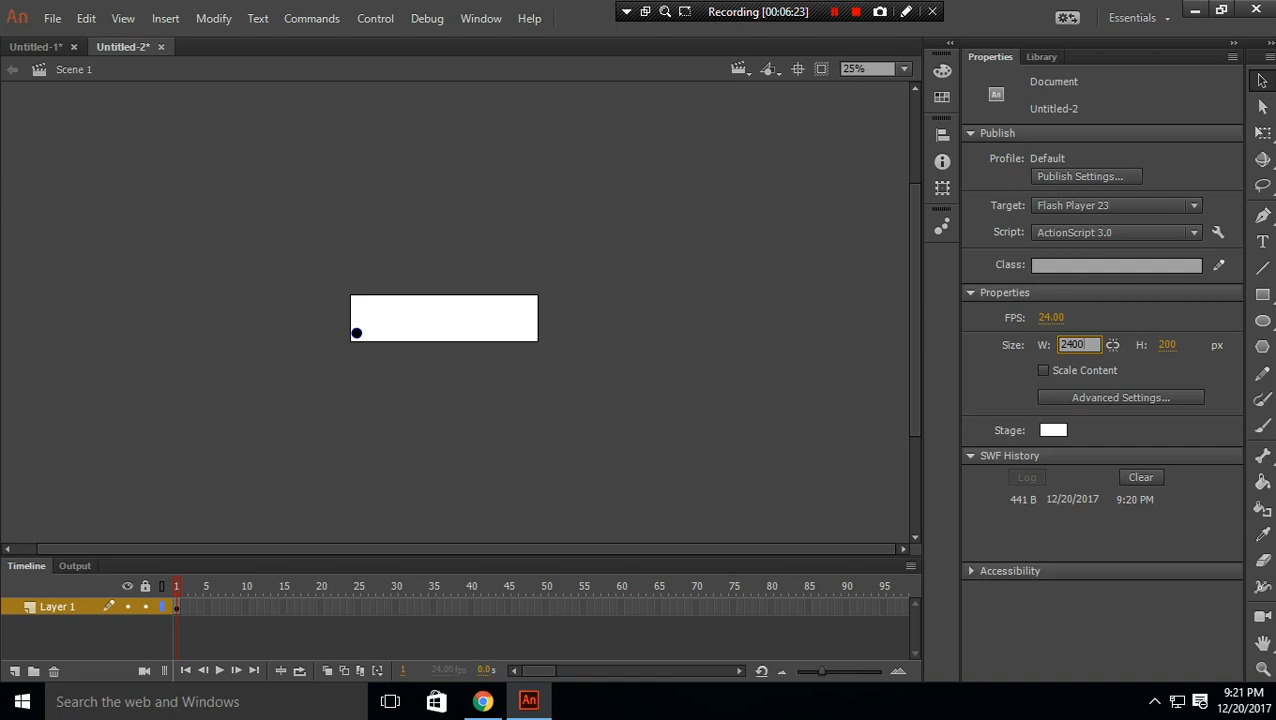 An File Edit View Insert Modify Text Commands Control Debug Window Help
Recording [00:06:23]
Essentials
Untitled-1* Untitled-2*
Scene 1
25%
Properties Library
Document
An
Untitled-2
Publish
Profile: Default
Publish Settings...
Target: Flash Player 23
Script: ActionScript 3.0
Class:
Properties
FPS: 24.00
Size: W: 2400 H: 200 px
Scale Content
Advanced Settings...
Stage:
SWF History
Log Clear
441 B 12/20/2017 9:20 PM
Accessibility
Timeline Output
1 5 10 15 20 25 30 35 40 45 50 55 60 65 70 75 80 85 90 95
Layer 1
1 24.00 fps 0.0 s
Search the web and Windows
An
9:21 PM
12/20/2017